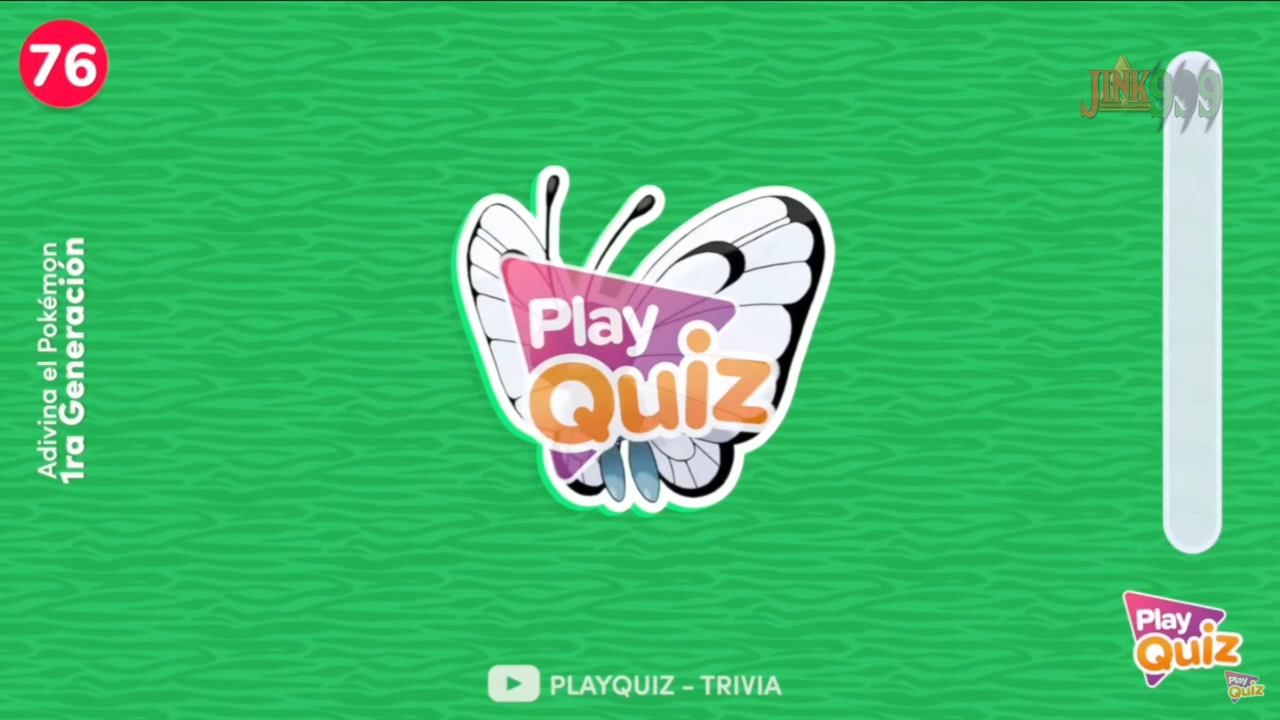 76
JINK999
Adivina el Pokémon
1ra Generación
Play
Quiz
PLAYQUIZ - TRIVIA
Play
Quiz
Play
Quiz